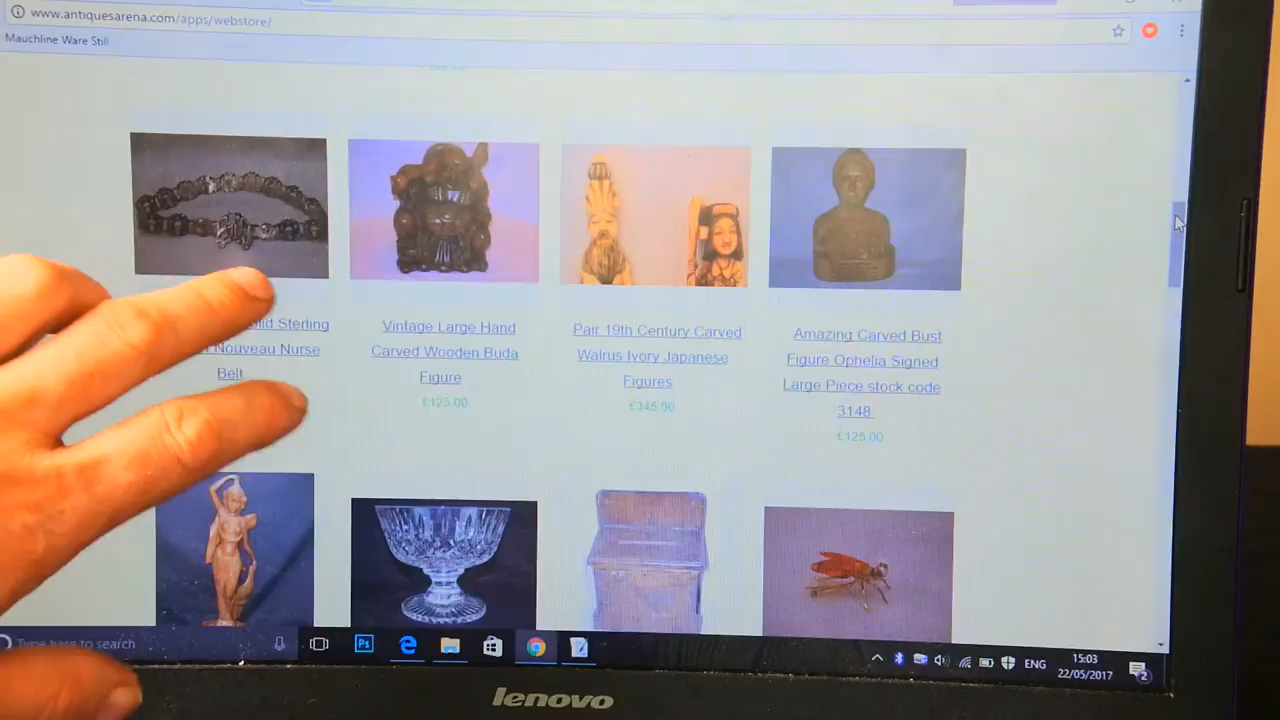 www.antiquesarena.com/apps/webstore/
Mauchline Ware Still
Sterling
Nouveau Nurse
Belt
Vintage Large Hand
Carved Wooden Buda
Figure
£125.00
Pair 19th Century Carved
Walrus Ivory Japanese
Figures
£345.00
Amazing Carved Bust
Figure Ophelia Signed
Large Piece stock code
3148
£125.00
Type here to search
Ps
ENG
15:03
22/05/2017
2
lenovo